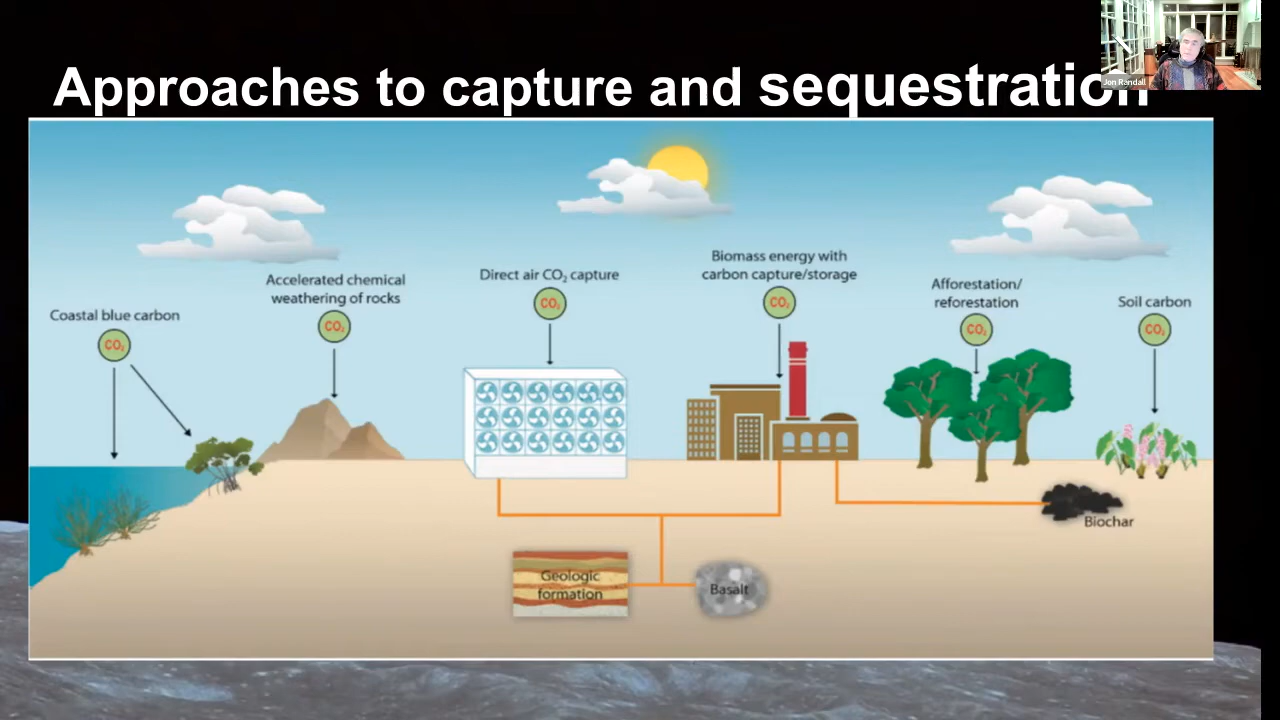 Jon Randall
Approaches to capture and sequestration
Coastal blue carbon
CO₂
Accelerated chemical
weathering of rocks
CO₂
Direct air CO₂ capture
CO₂
Biomass energy with
carbon capture/storage
CO₂
Afforestation/
reforestation
CO₂
Soil carbon
CO₂
Biochar
Geologic
formation
Basalt